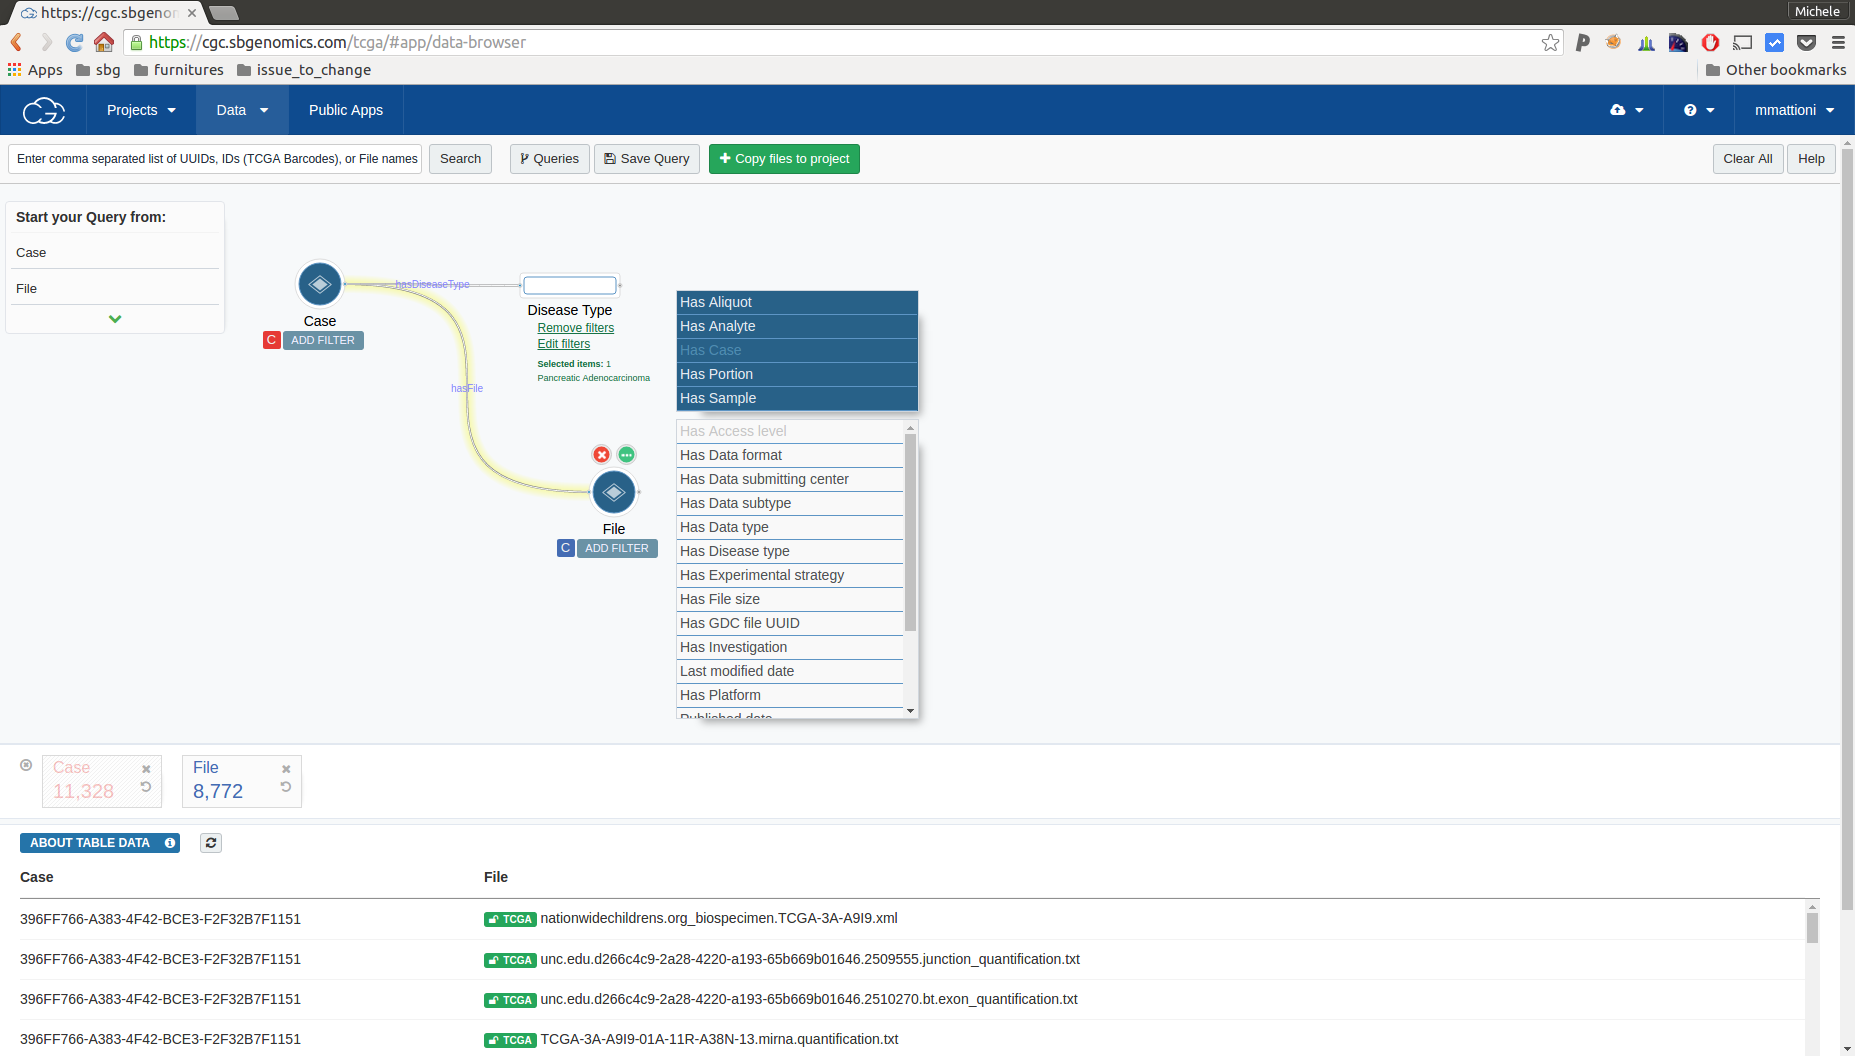 https://cgc.sbgenom
Michele
https://cgc.sbgenomics.com/tcga/#app/data-browser
Apps sbg furnitures issue_to_change Other bookmarks
Projects Data Public Apps mmattioni
Enter comma separated list of UUIDs, IDs (TCGA Barcodes), or File names Search Queries Save Query Copy files to project Clear All Help
Start your Query from:
Case
File
hasDiseaseType
Case
C ADD FILTER
Disease Type
Remove filters
Edit filters
Selected items: 1
Pancreatic Adenocarcinoma
hasFile
File
C ADD FILTER
Has Aliquot
Has Analyte
Has Case
Has Portion
Has Sample
Has Access level
Has Data format
Has Data submitting center
Has Data subtype
Has Data type
Has Disease type
Has Experimental strategy
Has File size
Has GDC file UUID
Has Investigation
Last modified date
Has Platform
Published date
Case
11,328
File
8,772
ABOUT TABLE DATA
Case File
396FF766-A383-4F42-BCE3-F2F32B7F1151 TCGA nationwidechildrens.org_biospecimen.TCGA-3A-A9I9.xml
396FF766-A383-4F42-BCE3-F2F32B7F1151 TCGA unc.edu.d266c4c9-2a28-4220-a193-65b669b01646.2509555.junction_quantification.txt
396FF766-A383-4F42-BCE3-F2F32B7F1151 TCGA unc.edu.d266c4c9-2a28-4220-a193-65b669b01646.2510270.bt.exon_quantification.txt
396FF766-A383-4F42-BCE3-F2F32B7F1151 TCGA TCGA-3A-A9I9-01A-11R-A38N-13.mirna.quantification.txt